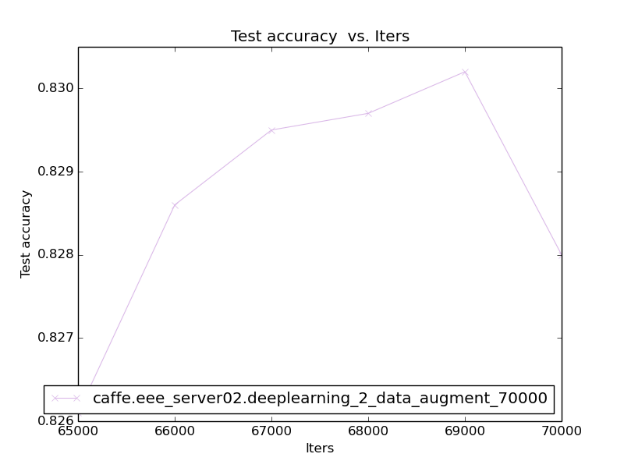 Test accuracy  vs. Iters
0.830
0.829
0.828
0.827
0.826
Test accuracy
caffe.eee_server02.deeplearning_2_data_augment_70000
65000 66000 67000 68000 69000 70000
Iters